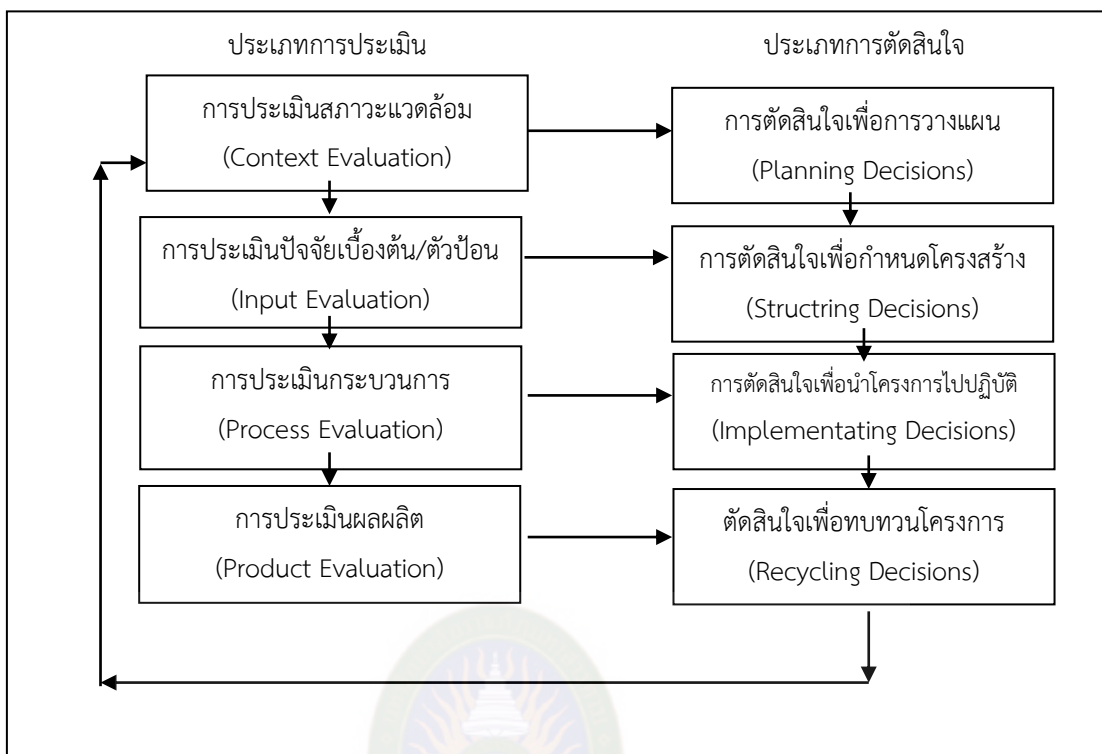 ประเภทการประเมิน
ประเภทการตัดสินใจ
การประเมินสภาวะแวดล้อม
(Context Evaluation)
การตัดสินใจเพื่อการวางแผน
(Planning Decisions)
การประเมินปัจจัยเบื้องต้น/ตัวป้อน
(Input Evaluation)
การตัดสินใจเพื่อกำหนดโครงสร้าง
(Structring Decisions)
การประเมินกระบวนการ
(Process Evaluation)
การตัดสินใจเพื่อนำโครงการไปปฏิบัติ
(Implementating Decisions)
การประเมินผลผลิต
(Product Evaluation)
ตัดสินใจเพื่อทบทวนโครงการ
(Recycling Decisions)